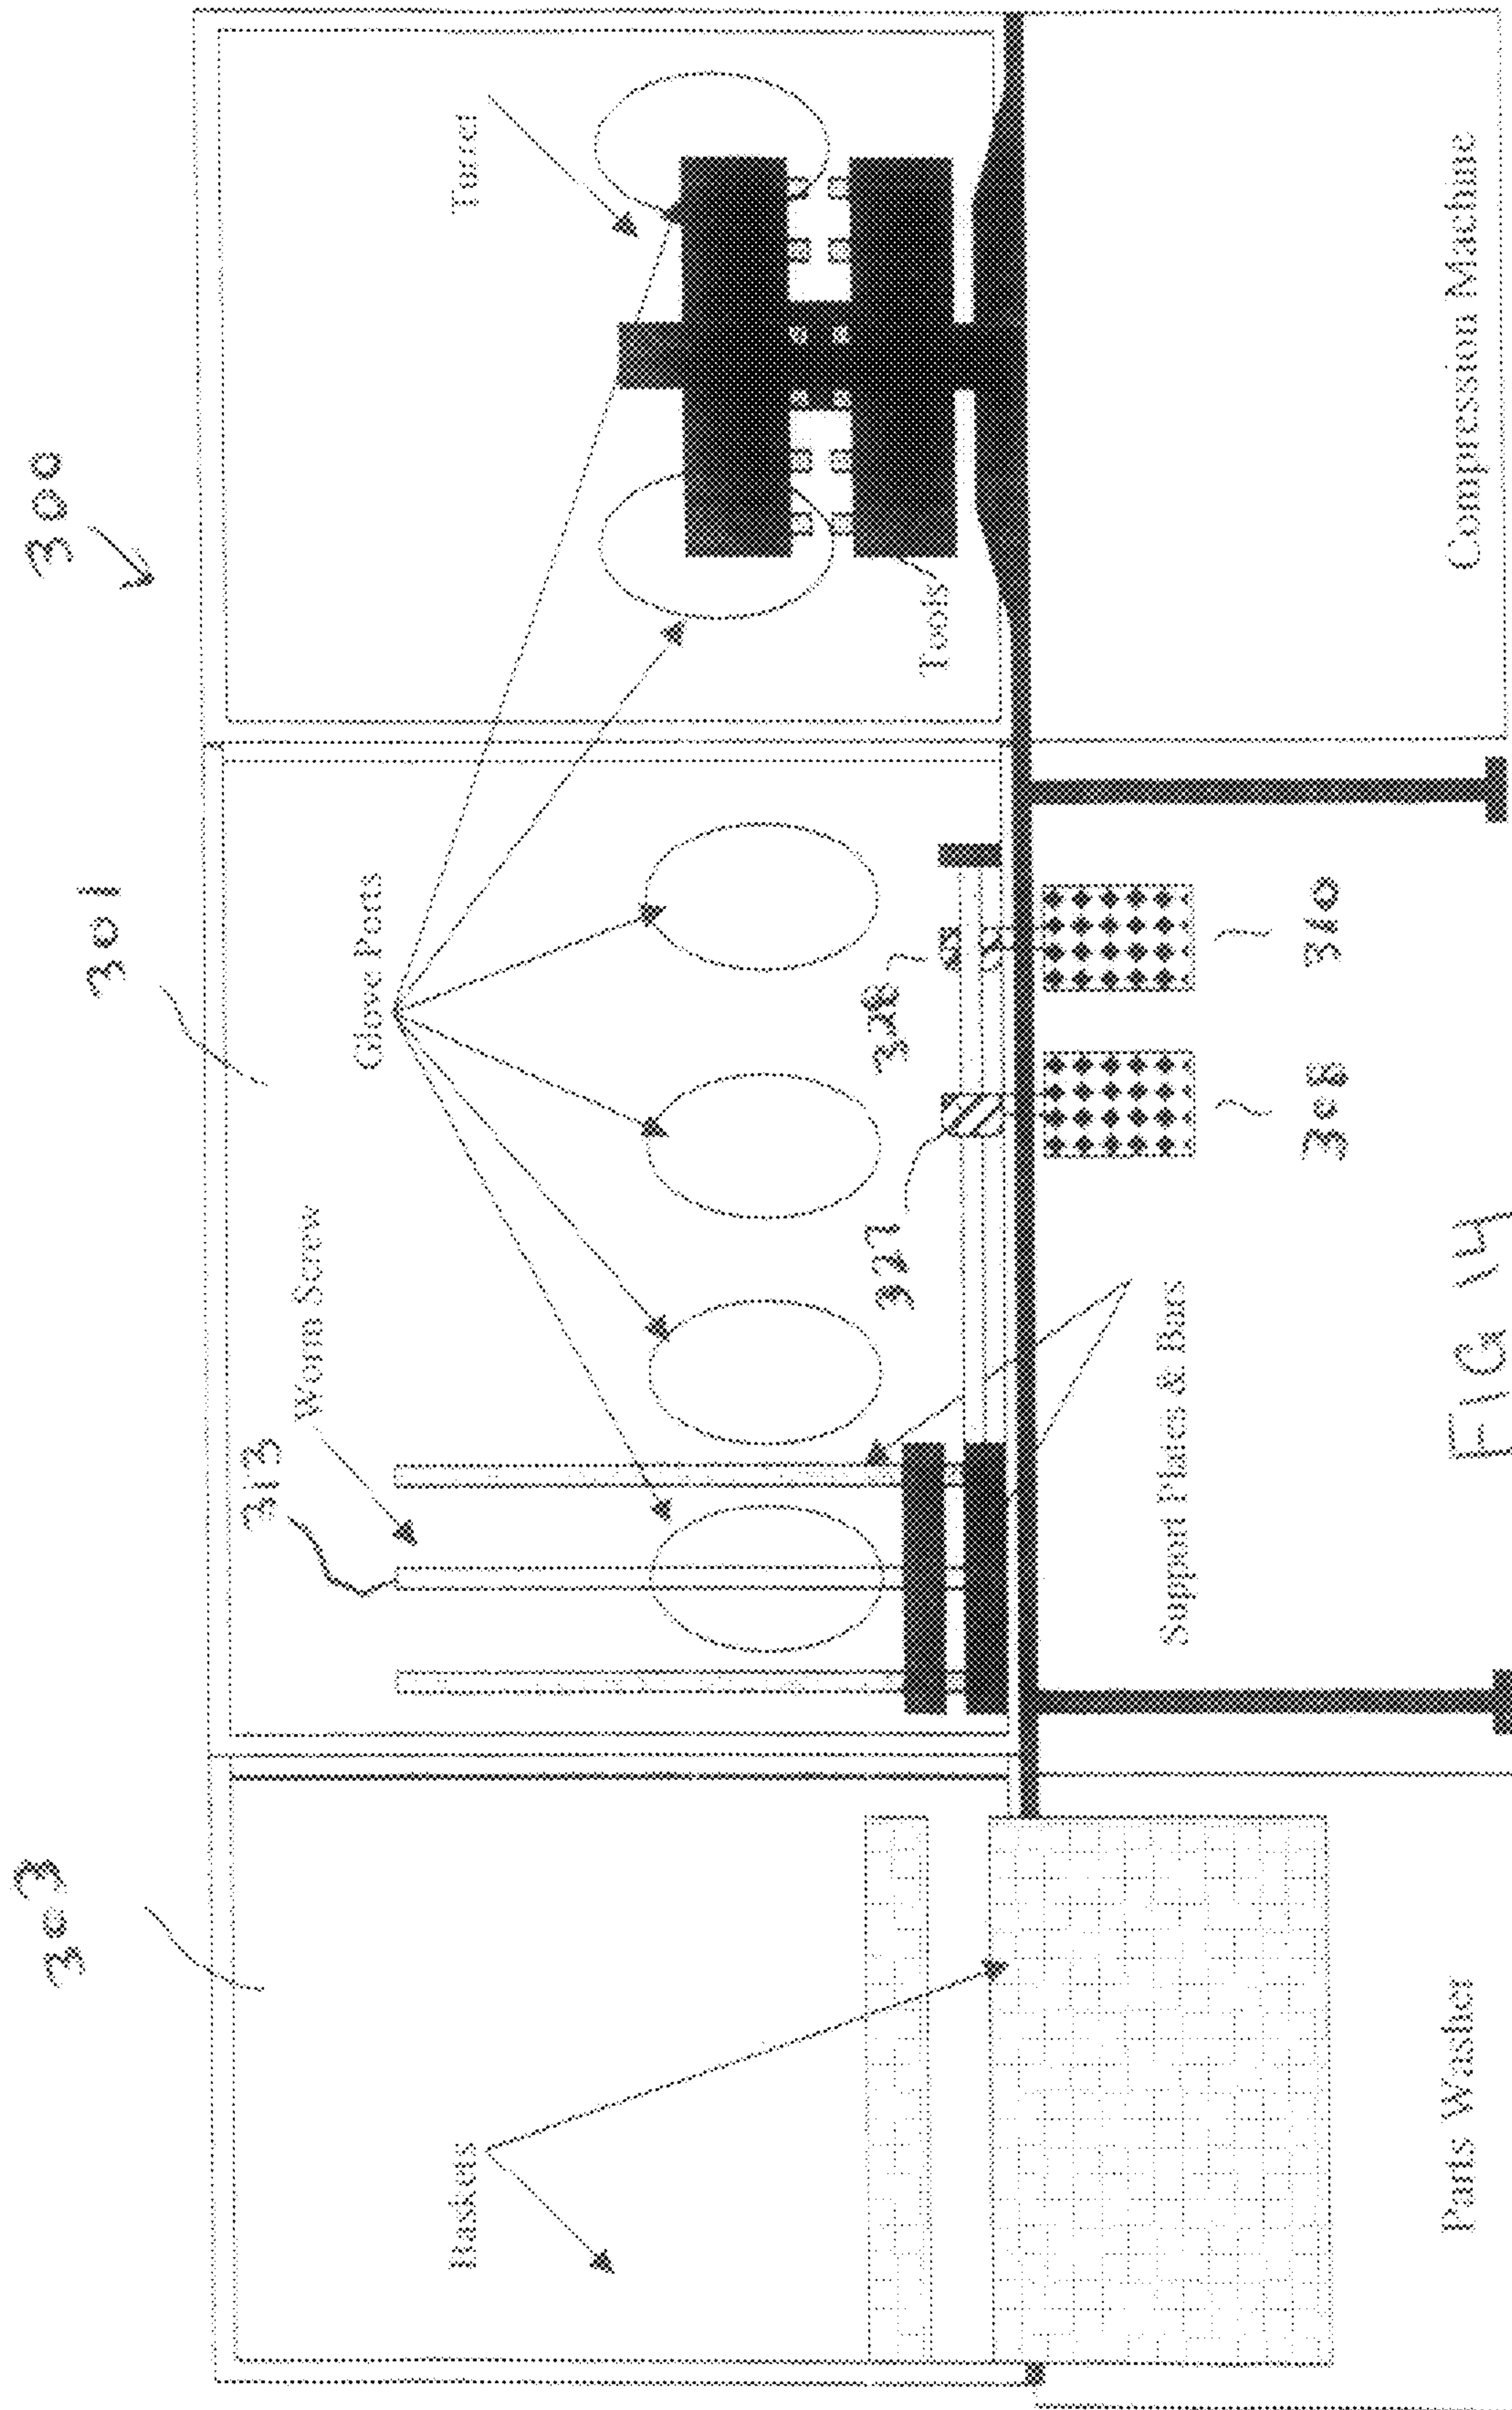 300
303
301
313
Worm Screw
Glove Ports
Turret
Baskets
328
327
Tools
308
310
Support Plates & Bars
Parts Washer
Compression Machine
FIG 14